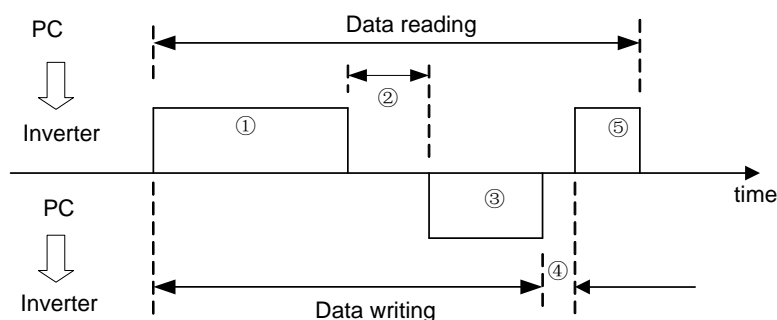 PC
Data reading
②
Inverter
①
⑤
time
PC
③
④
Inverter
Data writing